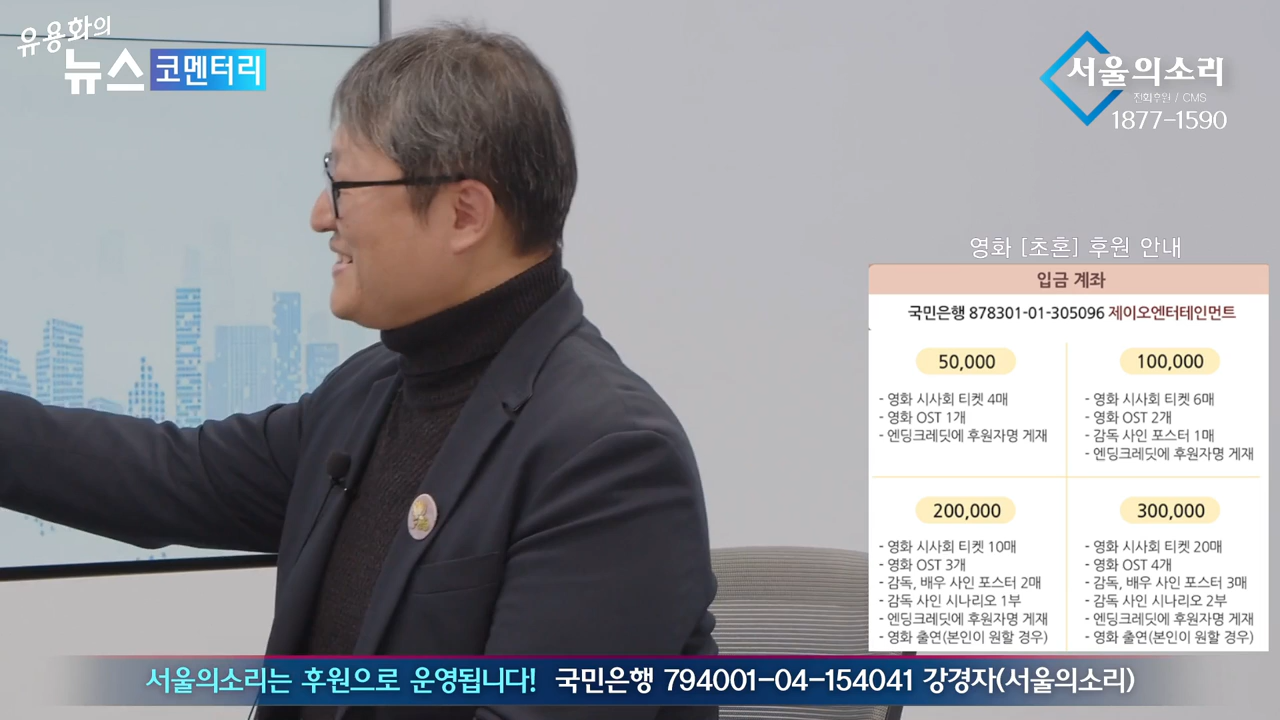 유용화의
뉴스 코멘터리
서울의소리
전화후원 / CMS
1877-1590
영화 [초혼] 후원 안내
입금 계좌
국민은행 878301-01-305096 제이오엔터테인먼트
50,000
- 영화 시사회 티켓 4매
- 영화 OST 1개
- 엔딩크레딧에 후원자명 게재
100,000
- 영화 시사회 티켓 6매
- 영화 OST 2개
- 감독 사인 포스터 1매
- 엔딩크레딧에 후원자명 게재
200,000
- 영화 시사회 티켓 10매
- 영화 OST 3개
- 감독, 배우 사인 포스터 2매
- 감독 사인 시나리오 1부
- 엔딩크레딧에 후원자명 게재
- 영화 출연(본인이 원할 경우)
300,000
- 영화 시사회 티켓 20매
- 영화 OST 4개
- 감독, 배우 사인 포스터 3매
- 감독 사인 시나리오 2부
- 엔딩크레딧에 후원자명 게재
- 영화 출연(본인이 원할 경우)
서울의소리는 후원으로 운영됩니다! 국민은행 794001-04-154041 강경자(서울의소리)